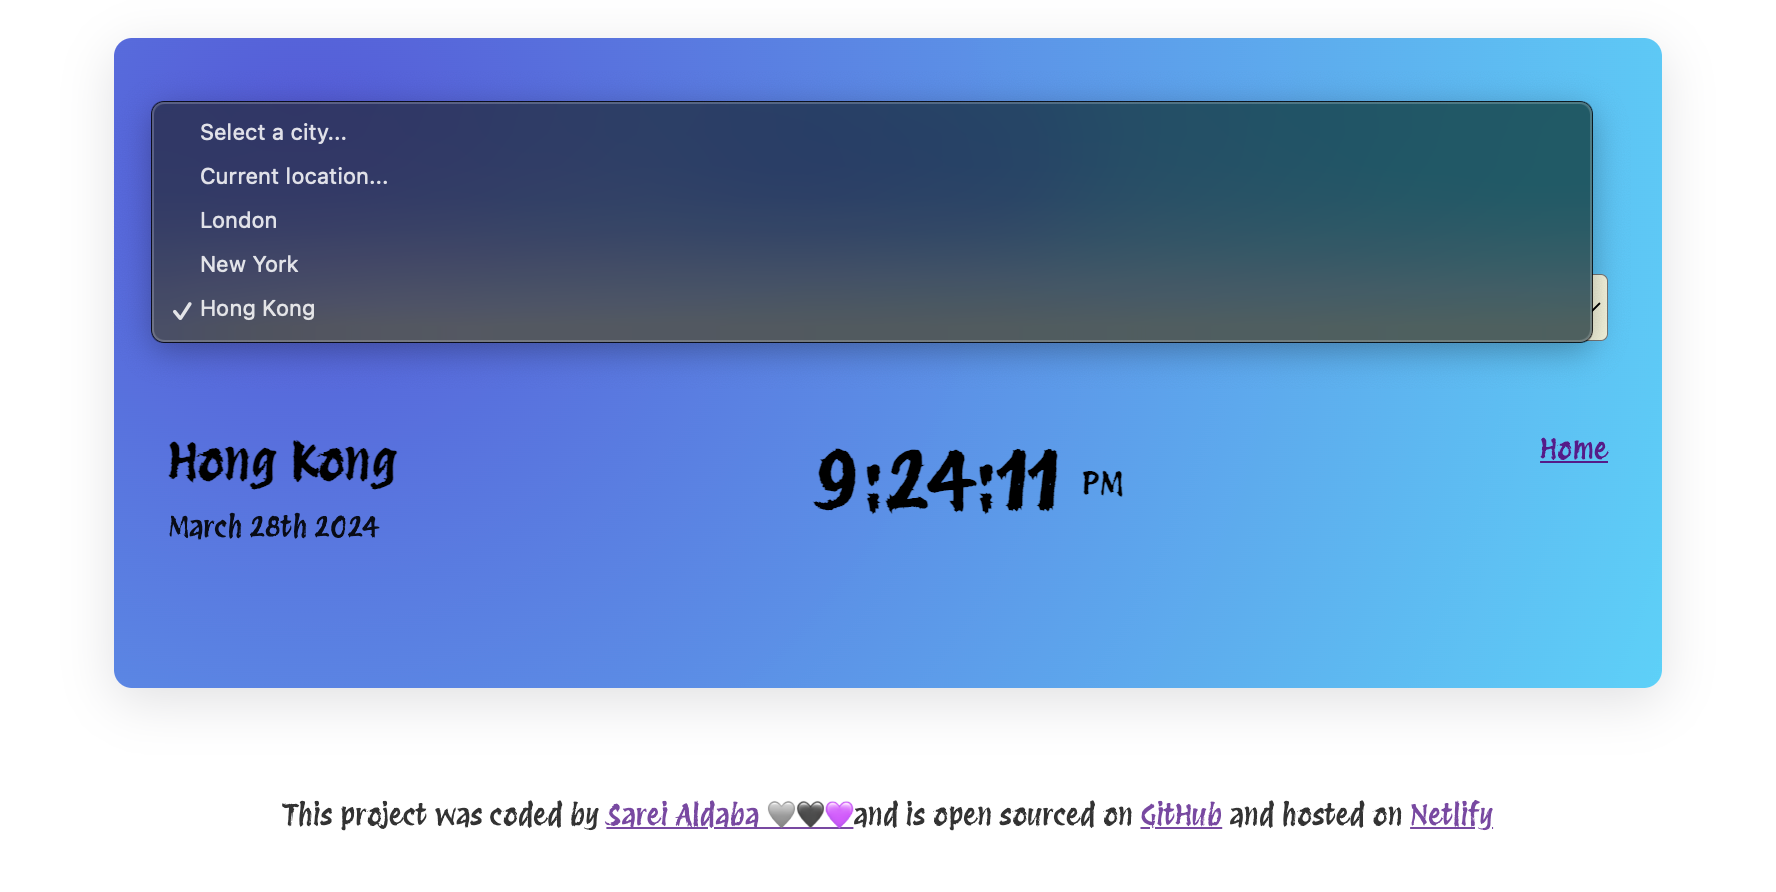 Select a city...
Current location...
London
New York
Hong Kong
Hong Kong
March 28th 2024
9:24:11 PM
Home
This project was coded by Sarei Aldaba 🩶🖤💜and is open sourced on GitHub and hosted on Netlify